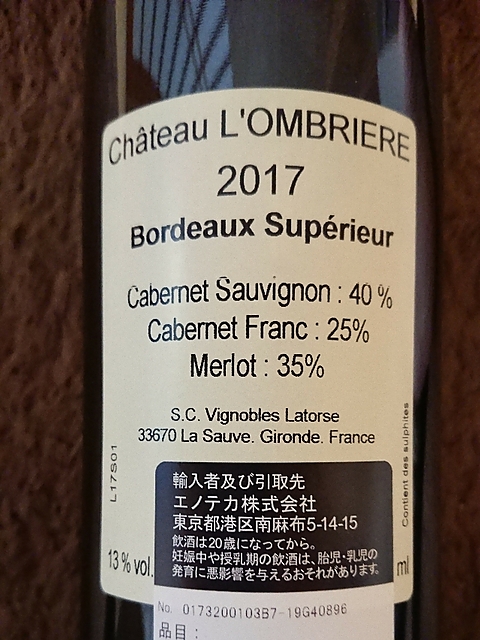 Château L'OMBRIERE
2017
Bordeaux Supérieur
Cabernet Sauvignon : 40 %
Cabernet Franc : 25%
Merlot : 35%
S.C. Vignobles Latorse
33670 La Sauve. Gironde. France
L17S01
Contient des sulphites
13 % vol.
ml
輸入者及び引取先
エノテカ株式会社
東京都港区南麻布5-14-15
飲酒は20歳になってから。
妊娠中や授乳期の飲酒は、胎児・乳児の
発育に悪影響を与えるおそれがあります。
No. 0173200103B7-19G40896
品目: